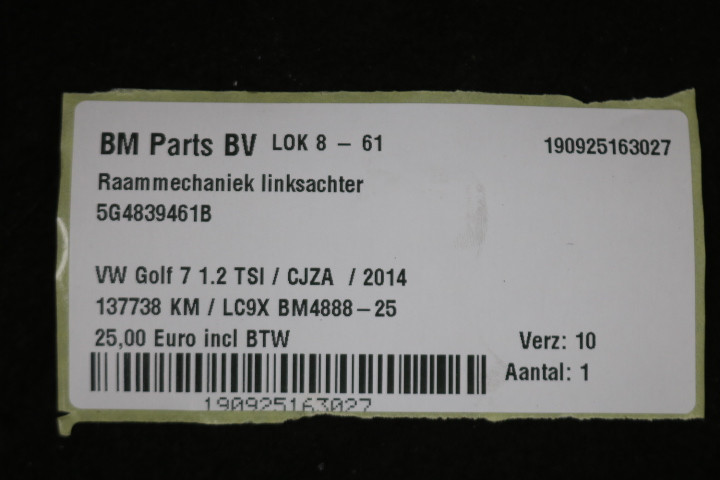 BM Parts BV LOK 8 - 61 190925163027
Raammechaniek linksachter
5G4839461B
VW Golf 7 1.2 TSI / CJZA / 2014
137738 KM / LC9X BM4888-25
25,00 Euro incl BTW Verz: 10
Aantal: 1
190925163027